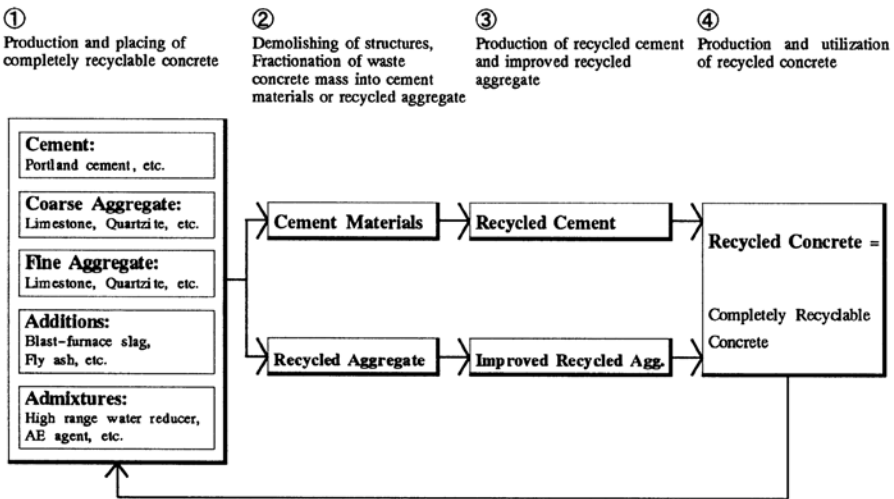 ①
Production and placing of
completely recyclable concrete
②
Demolishing of structures,
Fractionation of waste
concrete mass into cement
materials or recycled aggregate
③
Production of recycled cement
and improved recycled
aggregate
④
Production and utilization
of recycled concrete
Cement:
Portland cement, etc.
Coarse Aggregate:
Limestone, Quartzite, etc.
Fine Aggregate:
Limestone, Quartzite, etc.
Additions:
Blast-furnace slag,
Fly ash, etc.
Admixtures:
High range water reducer,
AE agent, etc.
Cement Materials
Recycled Aggregate
Recycled Cement
Improved Recycled Agg.
Recycled Concrete =
Completely Recyclable
Concrete